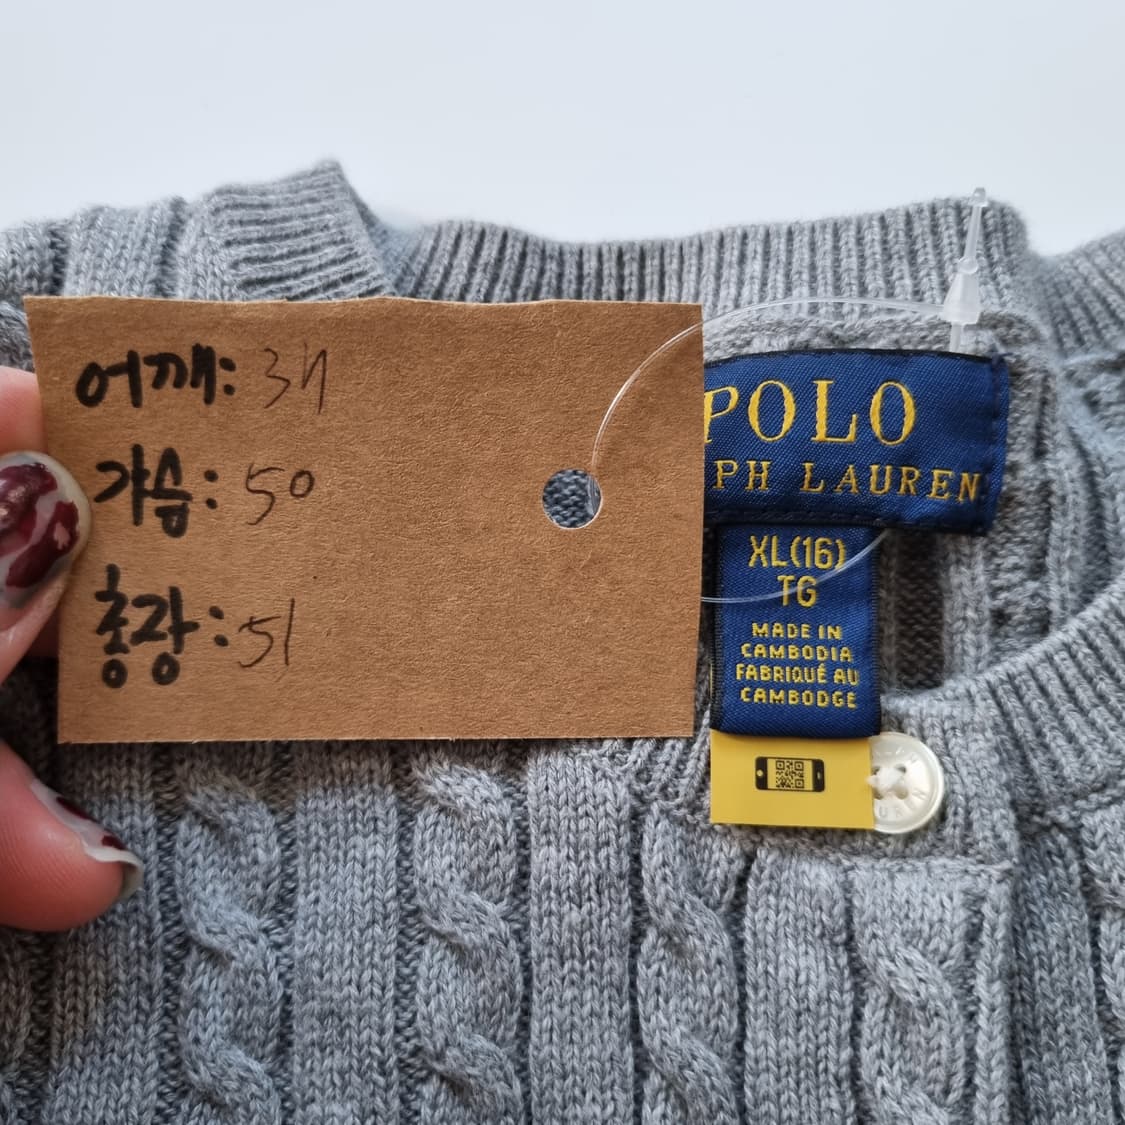 어깨: 37
가슴: 50
총장: 51
POLO
PH LAUREN
XL(16)
TG
MADE IN
CAMBODIA
FABRIQUÉ AU
CAMBODGE